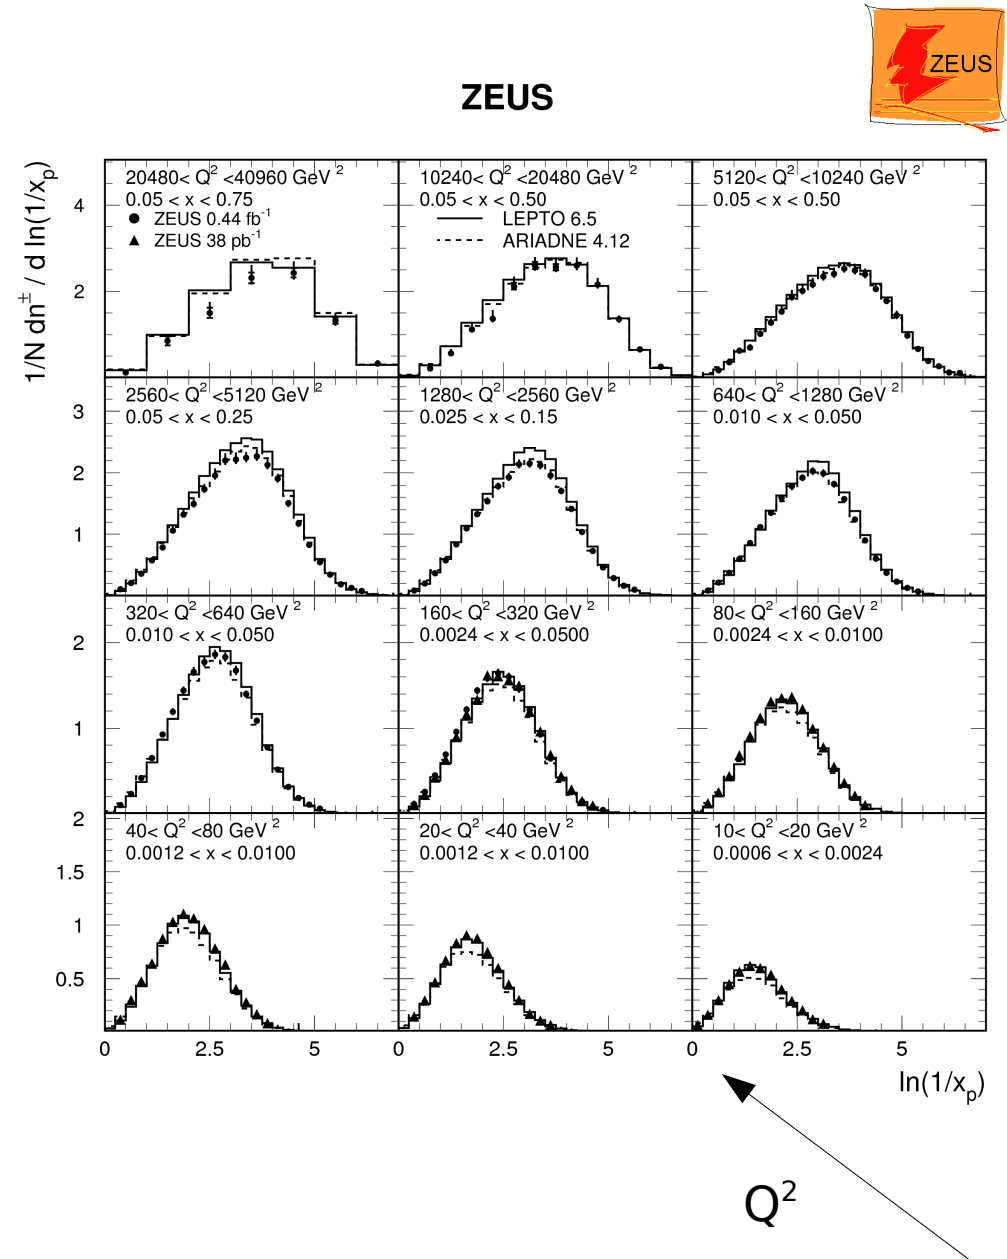 ZEUS
ZEUS
1/N dn± / d ln(1/xp)
20480< Q2 <40960 GeV 2
0.05 < x < 0.75
ZEUS 0.44 fb-1
ZEUS 38 pb-1
10240< Q2 <20480 GeV 2
0.05 < x < 0.50
LEPTO 6.5
ARIADNE 4.12
5120< Q2 <10240 GeV 2
0.05 < x < 0.50
4
2
2560< Q2 <5120 GeV 2
0.05 < x < 0.25
1280< Q2 <2560 GeV 2
0.025 < x < 0.15
640< Q2 <1280 GeV 2
0.010 < x < 0.050
3
2
1
320< Q2 <640 GeV 2
0.010 < x < 0.050
160< Q2 <320 GeV 2
0.0024 < x < 0.0500
80< Q2 <160 GeV 2
0.0024 < x < 0.0100
2
1
40< Q2 <80 GeV 2
0.0012 < x < 0.0100
20< Q2 <40 GeV 2
0.0012 < x < 0.0100
10< Q2 <20 GeV 2
0.0006 < x < 0.0024
2
1.5
1
0.5
0 2.5 5 0 2.5 5 0 2.5 5
ln(1/xp)
Q2